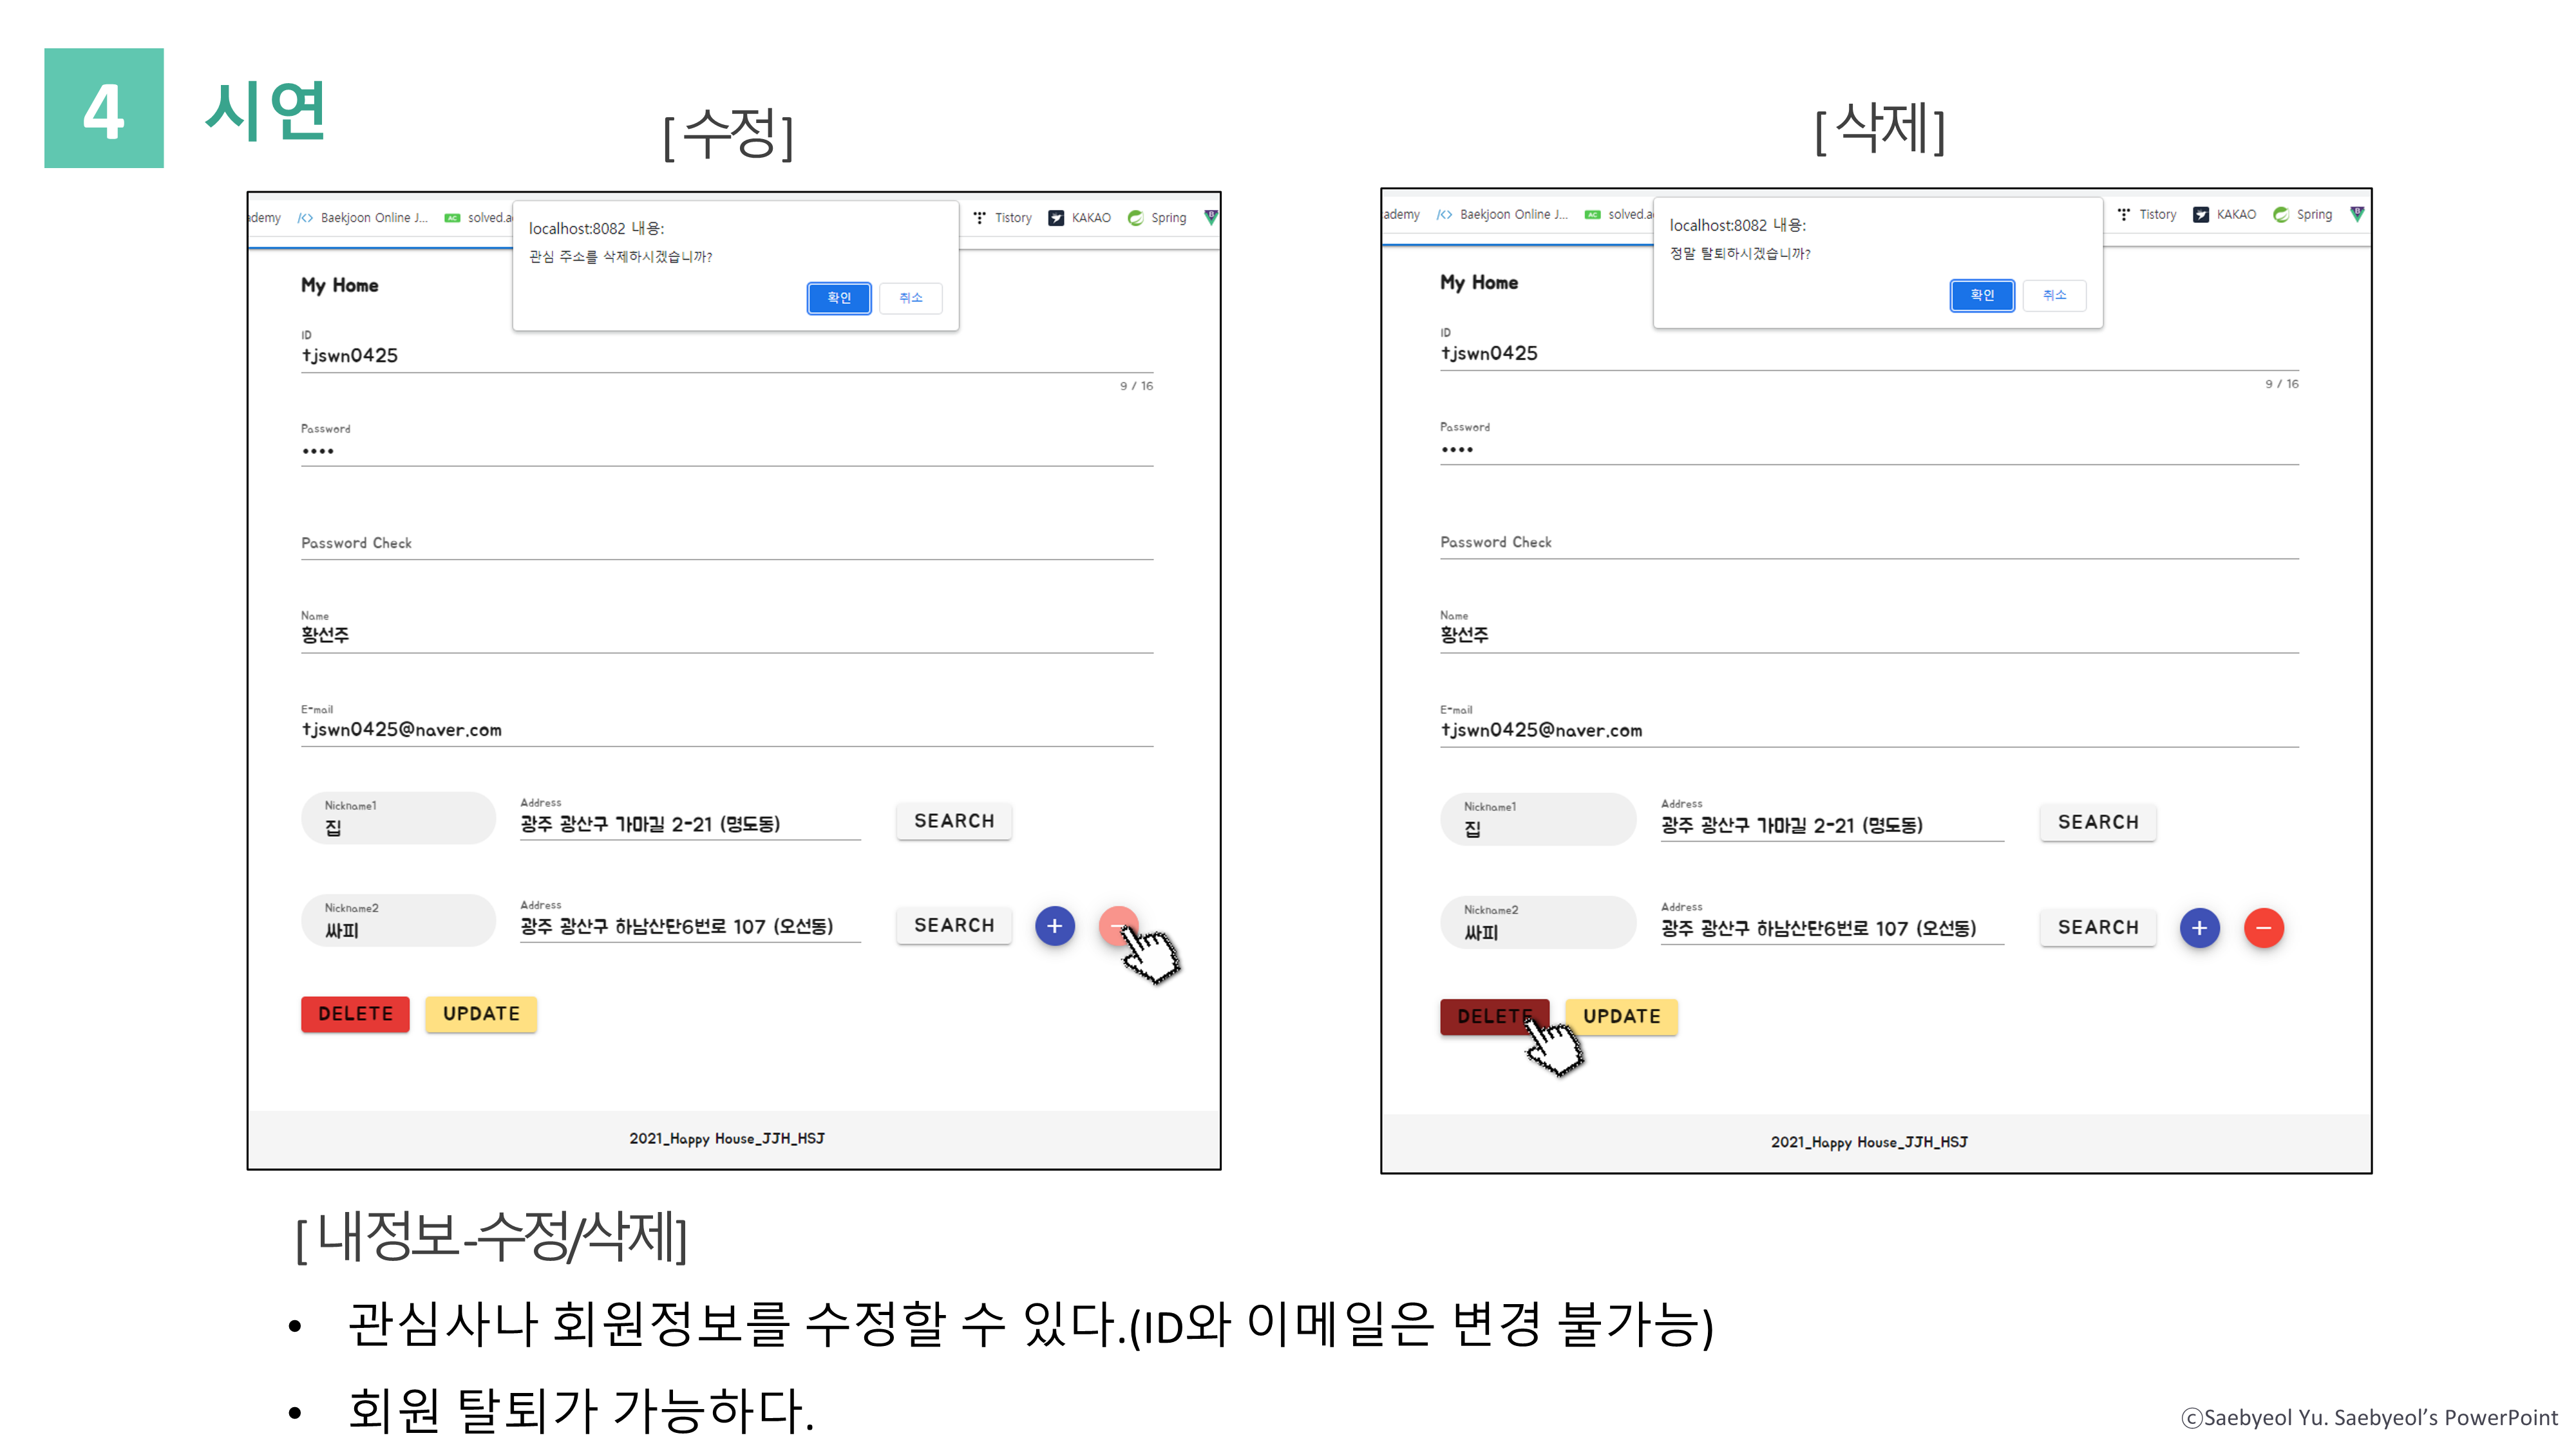 4 시연
[수정]
[삭제]
ademy Baekjoon Online J... solved.a Tistory KAKAO Spring
localhost:8082 내용:
관심 주소를 삭제하시겠습니까?
확인 취소
My Home
ID
tjswn0425
9 / 16
Password
••••
Password Check
Name
황선주
E-mail
tjswn0425@naver.com
Nickname1 Address
집 광주 광산구 가마길 2-21 (명도동) SEARCH
Nickname2 Address
싸피 광주 광산구 하남산단6번로 107 (오선동) SEARCH + −
DELETE UPDATE
2021_Happy House_JJH_HSJ
ademy Baekjoon Online J... solved.a Tistory KAKAO Spring
localhost:8082 내용:
정말 탈퇴하시겠습니까?
확인 취소
My Home
ID
tjswn0425
9 / 16
Password
••••
Password Check
Name
황선주
E-mail
tjswn0425@naver.com
Nickname1 Address
집 광주 광산구 가마길 2-21 (명도동) SEARCH
Nickname2 Address
싸피 광주 광산구 하남산단6번로 107 (오선동) SEARCH + −
DELETE UPDATE
2021_Happy House_JJH_HSJ
[내정보-수정/삭제]
• 관심사나 회원정보를 수정할 수 있다.(ID와 이메일은 변경 불가능)
• 회원 탈퇴가 가능하다.
ⓒSaebyeol Yu. Saebyeol’s PowerPoint